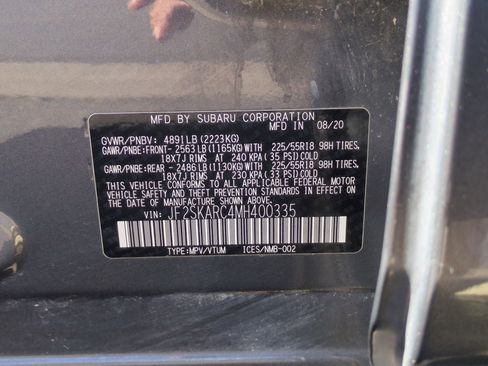 MFD BY SUBARU CORPORATION
MFD IN 08/20
GVWR/PNBV: 4891LB (2223KG)
GAWR/PNBE:FRONT- 2563LB(1165KG)WITH 225/55R18 98H TIRES.
18X7J RIMS AT 240 KPA(35 PSI)COLD
GAWR/PNBE:REAR - 2486LB(1130KG)WITH 225/55R18 98H TIRES.
18X7J RIMS AT 230 KPA(33 PSI)COLD
THIS VEHICLE CONFORMS TO ALL APPLICABLE FEDERAL MOTOR
VEHICLE SAFETY AND THEFT PREVENTION STANDARDS IN EFFECT ON
THE DATE OF MANUFACTURE SHOWN ABOVE.
VIN: JF2SKARC4MH400335
TYPE:MPV/VTUM ICES/NMB-002